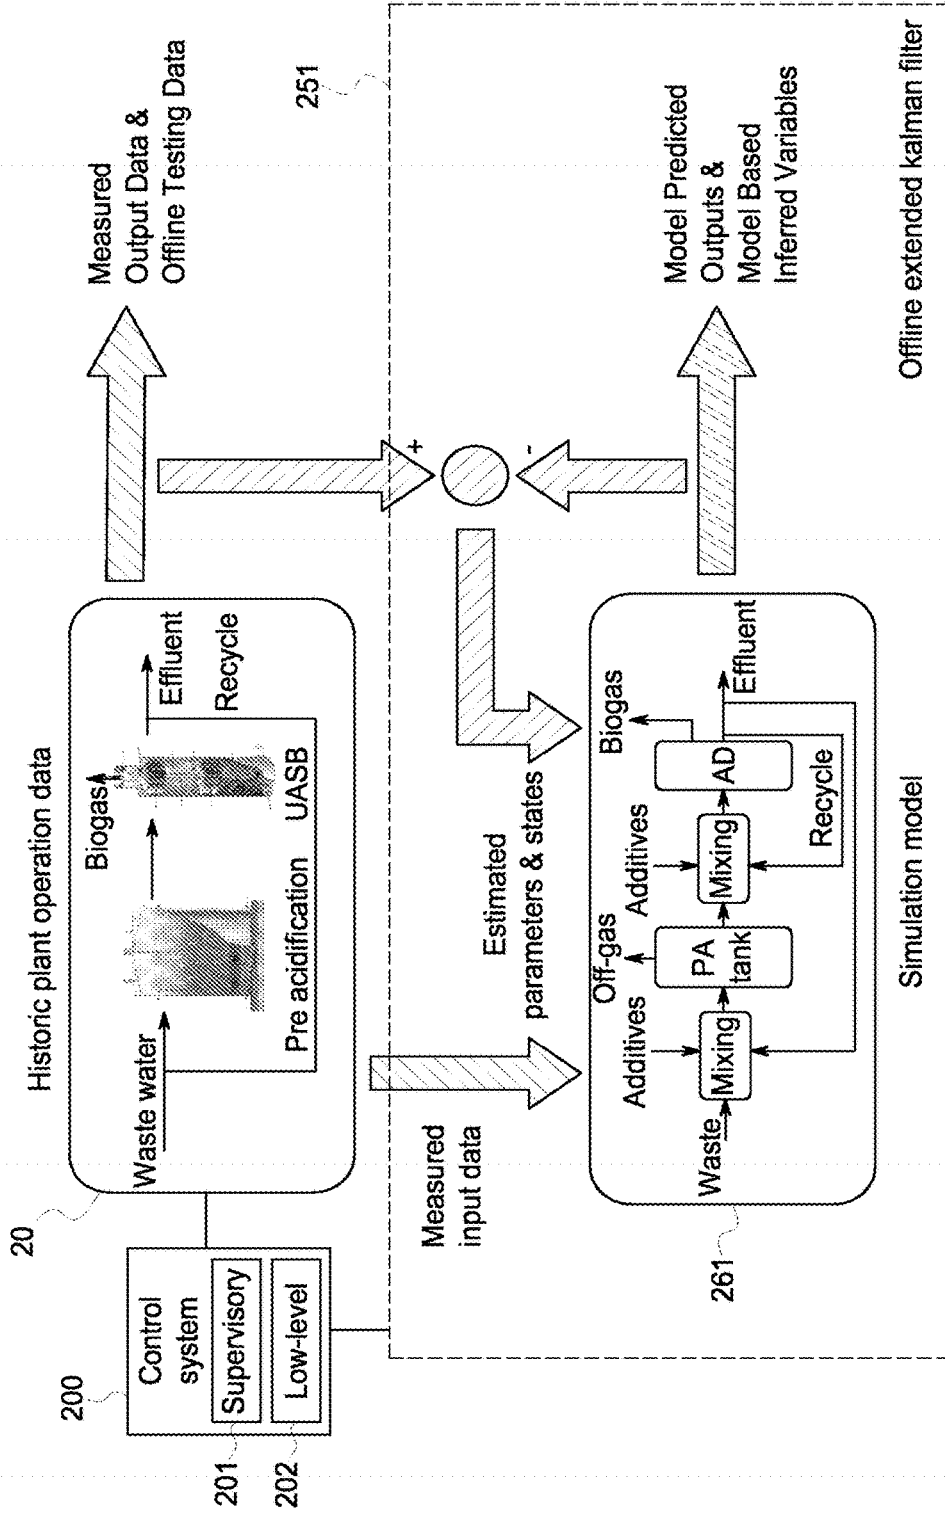 Historic plant operation data
20
Waste water
Biogas
Effluent
Recycle
Pre acidification
UASB
Measured
Output Data &
Offline Testing Data
200
Control
system
201
Supervisory
202
Low-level
251
Measured
input data
Estimated
parameters & states
+
-
261
Waste
Additives
Mixing
Off-gas
PA
tank
Additives
Mixing
Biogas
AD
Effluent
Recycle
Simulation model
Model Predicted
Outputs &
Model Based
Inferred Variables
Offline extended kalman filter